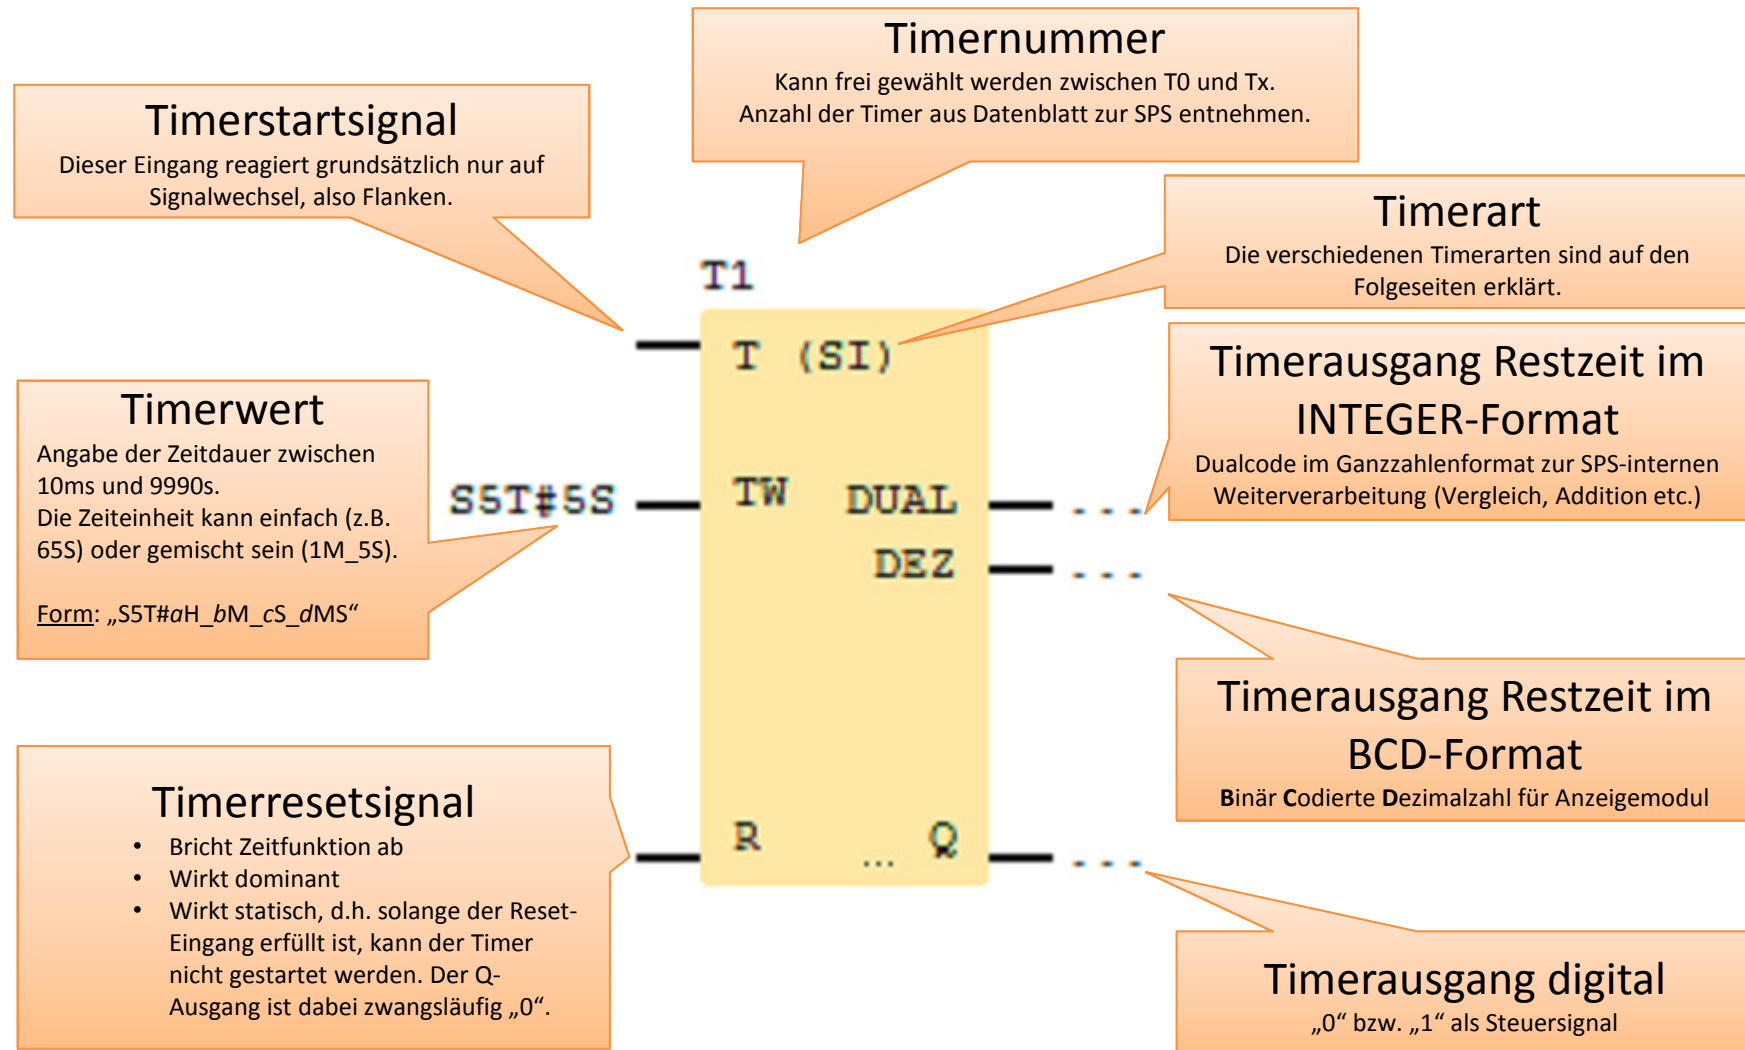 Timernummer
Kann frei gewählt werden zwischen T0 und Tx.
Anzahl der Timer aus Datenblatt zur SPS entnehmen.
Timerstartsignal
Dieser Eingang reagiert grundsätzlich nur auf
Signalwechsel, also Flanken.
Timerart
Die verschiedenen Timerarten sind auf den
Folgeseiten erklärt.
T1
T (SI)
Timerausgang Restzeit im
INTEGER-Format
Dualcode im Ganzzahlenformat zur SPS-internen
Weiterverarbeitung (Vergleich, Addition etc.)
Timerwert
Angabe der Zeitdauer zwischen
10ms und 9990s.
Die Zeiteinheit kann einfach (z.B.
65S) oder gemischt sein (1M_5S).
Form: „S5T#aH_bM_cS_dMS“
S5T#5S
TW DUAL ...
DEZ ...
Timerausgang Restzeit im
BCD-Format
Binär Codierte Dezimalzahl für Anzeigemodul
Timerresetsignal
• Bricht Zeitfunktion ab
• Wirkt dominant
• Wirkt statisch, d.h. solange der Reset-
Eingang erfüllt ist, kann der Timer
nicht gestartet werden. Der Q-
Ausgang ist dabei zwangsläufig „0“.
R ... Q ...
Timerausgang digital
„0“ bzw. „1“ als Steuersignal